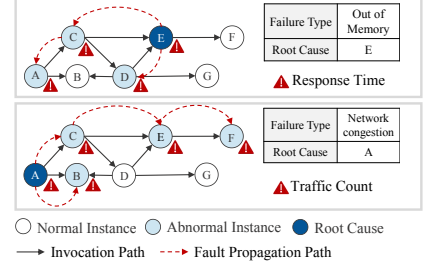 C
E
F
A
B
D
G
Failure Type
Out of
Memory
Root Cause
E
Response Time
C
E
F
A
B
D
G
Failure Type
Network
congestion
Root Cause
A
Traffic Count
Normal Instance
Abnormal Instance
Root Cause
Invocation Path
Fault Propagation Path